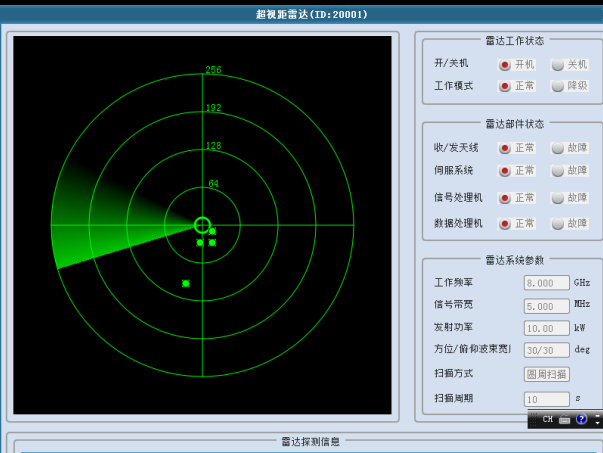 超视距雷达(ID:20001)
256
192
128
64
雷达工作状态
开/关机 开机 关机
工作模式 正常 降级
雷达部件状态
收/发天线 正常 故障
伺服系统 正常 故障
信号处理机 正常 故障
数据处理机 正常 故障
雷达系统参数
工作频率 8.000 GHz
信号带宽 5.000 MHz
发射功率 10.00 kW
方位/俯仰波束宽 30/30 deg
扫描方式 圆周扫描
扫描周期 10 s
CH
雷达探测信息